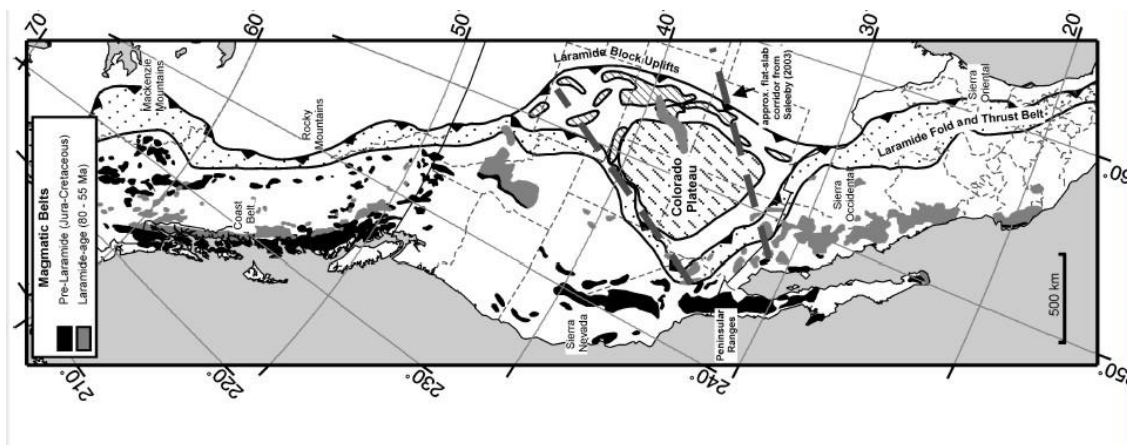 Magmatic Belts
Pre-Laramide (Jura-Cretaceous)
Laramide-age (80 - 55 Ma)
70
60
50
40
30
20
Mackenzie
Mountains
Rocky
Mountains
Coast
Belt
Laramide Block Uplifts
approx. flat-slab
corridor from
Saleeby (2003)
Colorado
Plateau
Sierra
Oriental
Laramide Fold and Thrust Belt
Sierra
Occidental
Sierra
Nevada
Peninsular
Ranges
500 km
210°
220°
230°
240°
250°